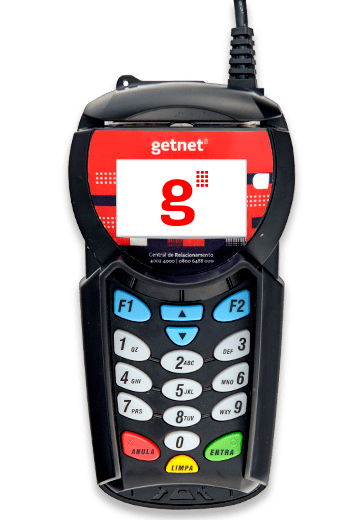 getnet®
g
Central de Relacionamento
4002 4000 | 0800 648 8000
F1 F2
1 QZ 2 ABC DEF 3
4 GHI 5 JKL MNO 6
7 PRS 8 TUV WXY 9
0
ANULA ENTRA
LIMPA